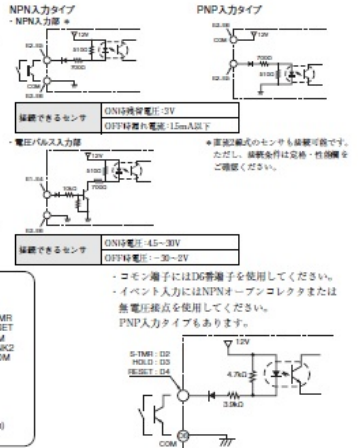 NPN入力タイプ
・NPN入力部 *
12V
510Ω
700Ω
COM
接続できるセンサ
ON時残留電圧:3V
OFF時漏れ電流:1.5mA以下
PNP入力タイプ
12V
COM
700Ω
510Ω
*直流2線式のセンサも接続可能です。
ただし、接続条件は定格・性能欄を
ご確認ください。
・電圧パルス入力部
12V
510Ω
10kΩ
700Ω
接続できるセンサ
ON時電圧:4.5~30V
OFF時電圧:-30~2V
・コモン端子にはD6番端子を使用してください。
・イベント入力にはNPNオープンコレクタまたは
無電圧接点を使用してください。
PNP入力タイプもあります。
12V
S-TMR : D2
HOLD : D3
RESET : D4
4.7kΩ
3.9kΩ
D6
COM